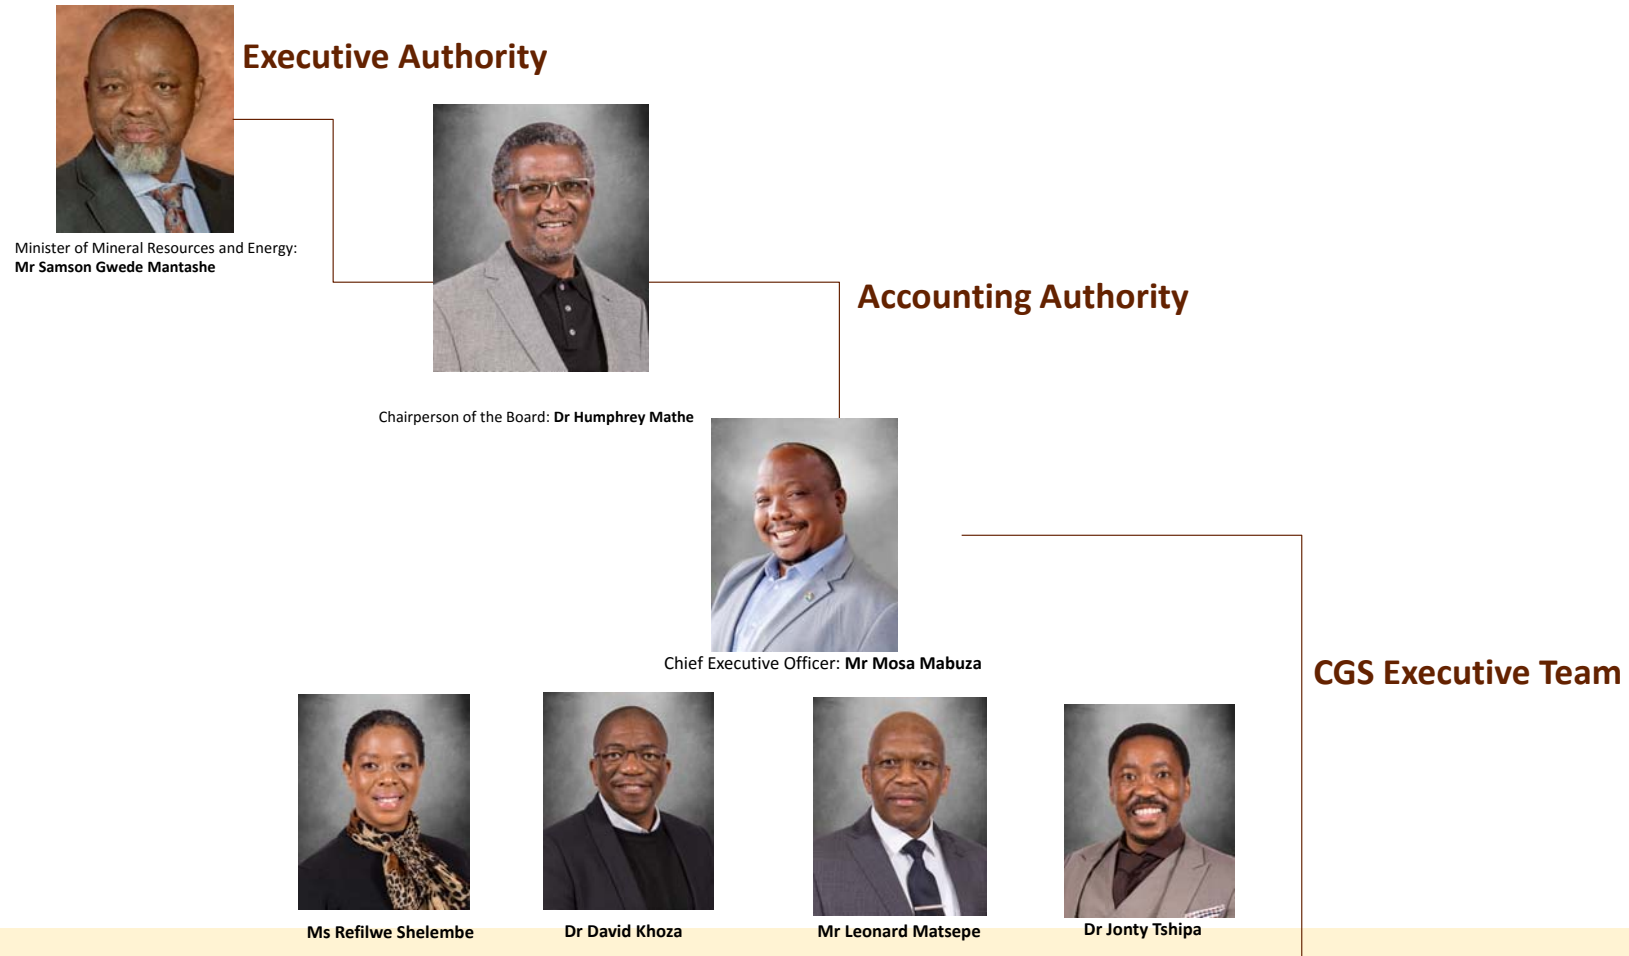 Executive Authority
Minister of Mineral Resources and Energy:
Mr Samson Gwede Mantashe
Accounting Authority
Chairperson of the Board: Dr Humphrey Mathe
Chief Executive Officer: Mr Mosa Mabuza
CGS Executive Team
Ms Refilwe Shelembe
Dr David Khoza
Mr Leonard Matsepe
Dr Jonty Tshipa